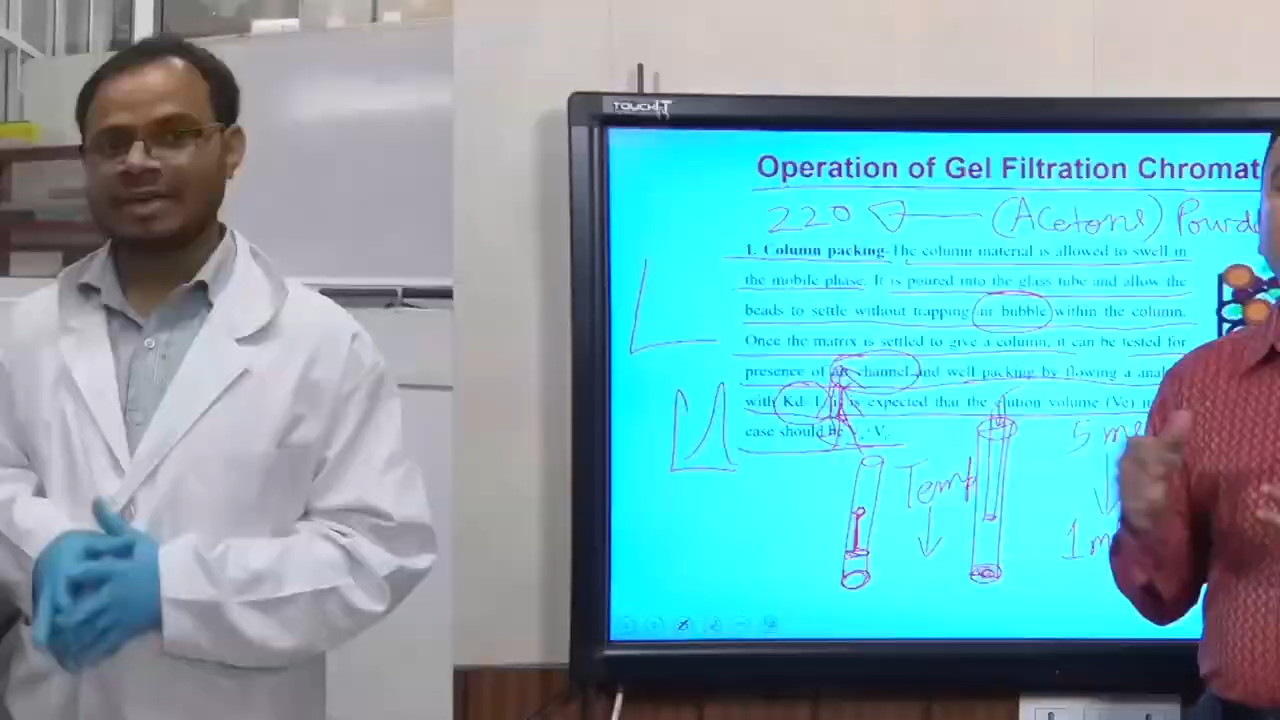 TOUCHIT
Operation of Gel Filtration Chromat
220 (Acetone) Powd
1. Column packing- The column material is allowed to swell in
the mobile phase. It is poured into the glass tube and allow the
beads to settle without trapping air bubble within the column.
Once the matrix is settled to give a column, it can be tested for
presence of channel and well packing by flowing a anal
with Kd is expected that the elution volume (Ve) in
case should be
Temp
5 m
1 m